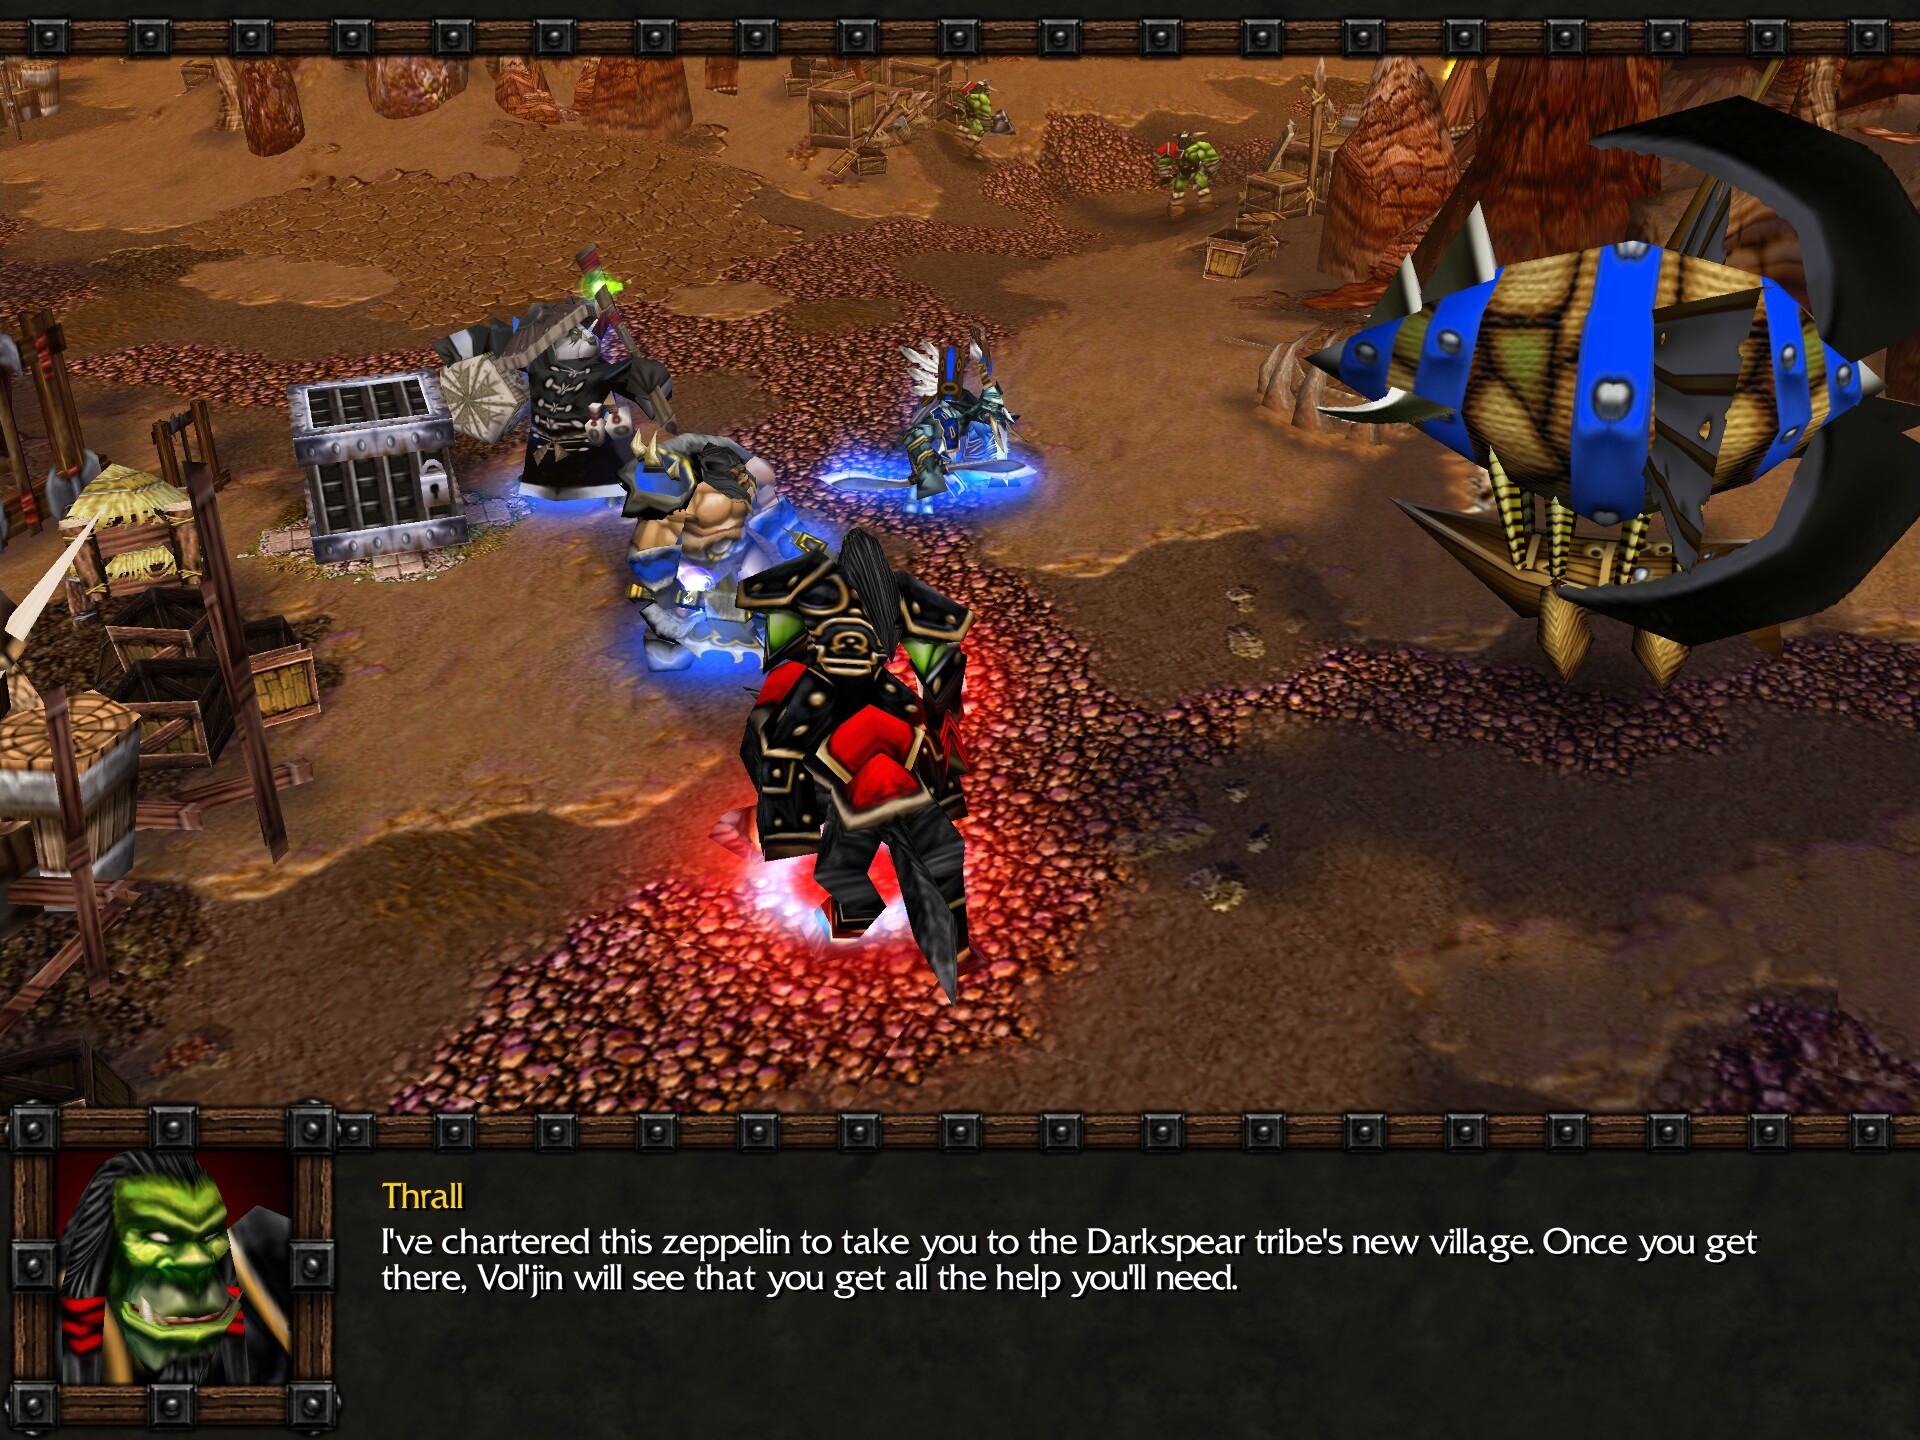 Thrall
I've chartered this zeppelin to take you to the Darkspear tribe's new village. Once you get
there, Vol'jin will see that you get all the help you'll need.